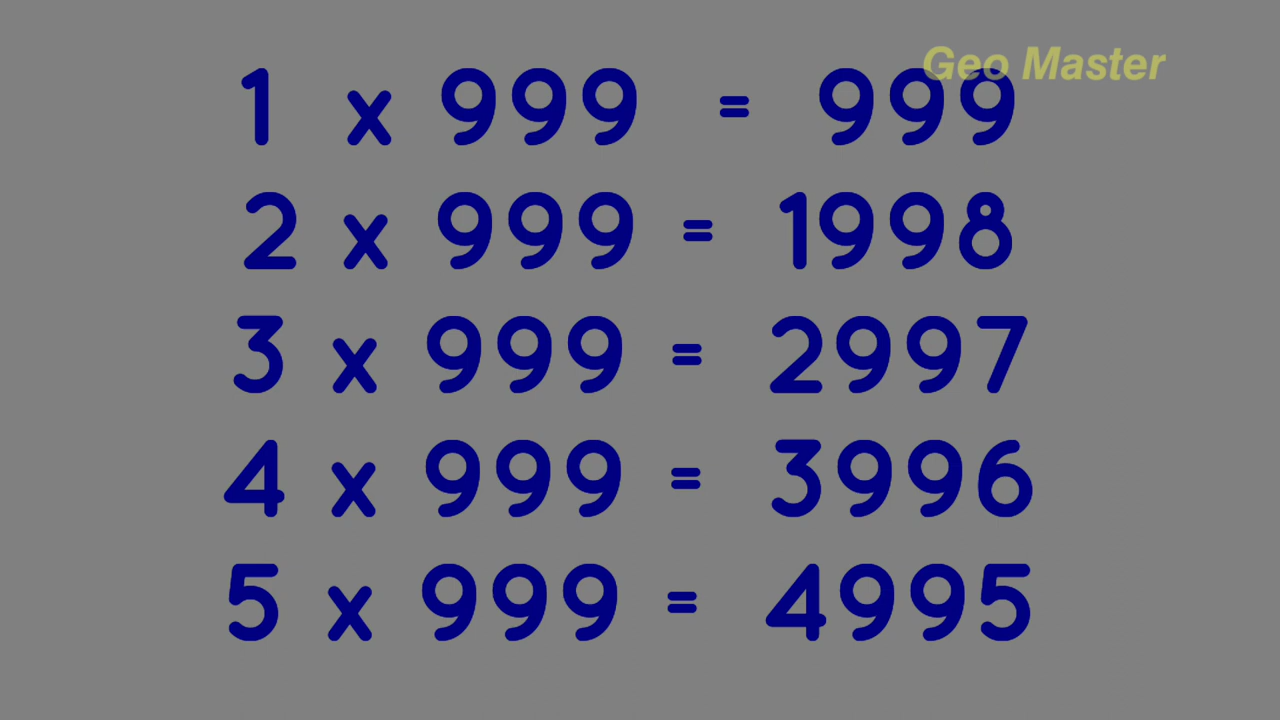 Geo Master
1 x 999 = 999
2 x 999 = 1998
3 x 999 = 2997
4 x 999 = 3996
5 x 999 = 4995